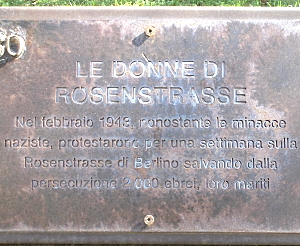 LE DONNE DI
ROSENSTRASSE
Nel febbraio 1943, nonostante le minacce
naziste, protestarono per una settimana sulla
Rosenstrasse di Berlino salvando dalla
persecuzione 2.000 ebrei, loro mariti